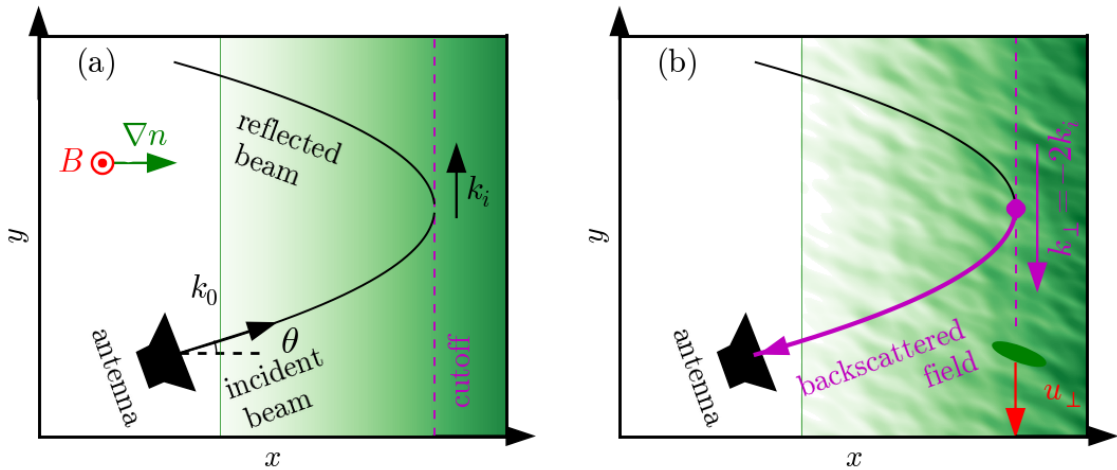 (a)
∇n
B
reflected
beam
k_i
y
k_0
θ
antenna
incident
beam
cutoff
x
(b)
k_⊥ = −2k_i
y
antenna
backscattered
field
u_⊥
x